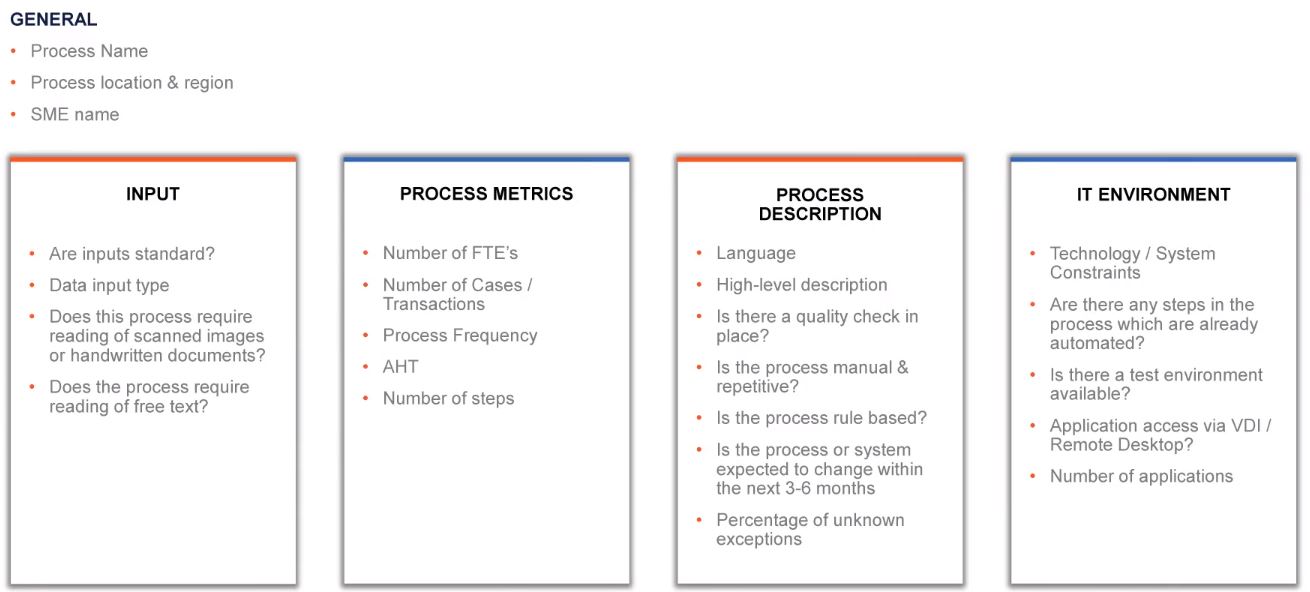 GENERAL
• Process Name
• Process location & region
• SME name
INPUT
• Are inputs standard?
• Data input type
• Does this process require
reading of scanned images
or handwritten documents?
• Does the process require
reading of free text?
PROCESS METRICS
• Number of FTE's
• Number of Cases /
Transactions
• Process Frequency
• AHT
• Number of steps
PROCESS
DESCRIPTION
• Language
• High-level description
• Is there a quality check in
place?
• Is the process manual &
repetitive?
• Is the process rule based?
• Is the process or system
expected to change within
the next 3-6 months
• Percentage of unknown
exceptions
IT ENVIRONMENT
• Technology / System
Constraints
• Are there any steps in the
process which are already
automated?
• Is there a test environment
available?
• Application access via VDI /
Remote Desktop?
• Number of applications